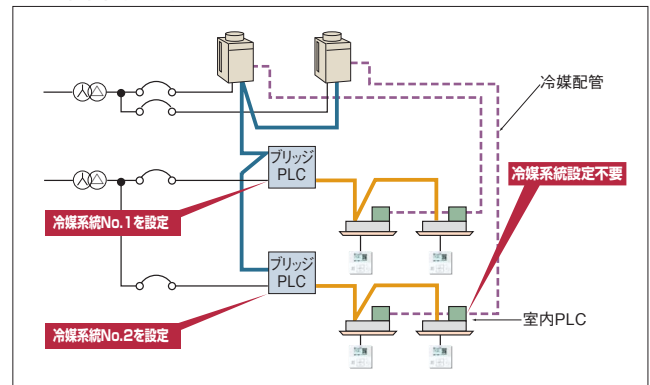 冷媒配管
ブリッジ
PLC
冷媒系統設定不要
冷媒系統No.1を設定
ブリッジ
PLC
室内PLC
冷媒系統No.2を設定